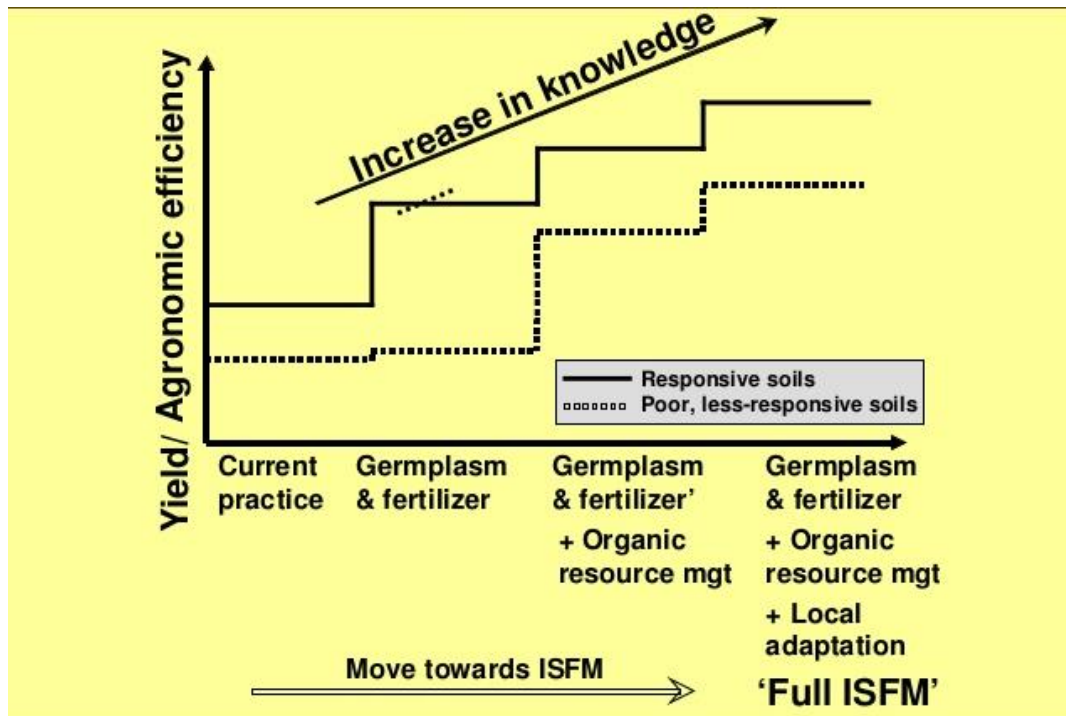 Increase in knowledge
Yield/ Agronomic efficiency
Responsive soils
Poor, less-responsive soils
Current
practice
Germplasm
& fertilizer
Germplasm
& fertilizer’
+ Organic
resource mgt
Germplasm
& fertilizer
+ Organic
resource mgt
+ Local
adaptation
Move towards ISFM
‘Full ISFM’